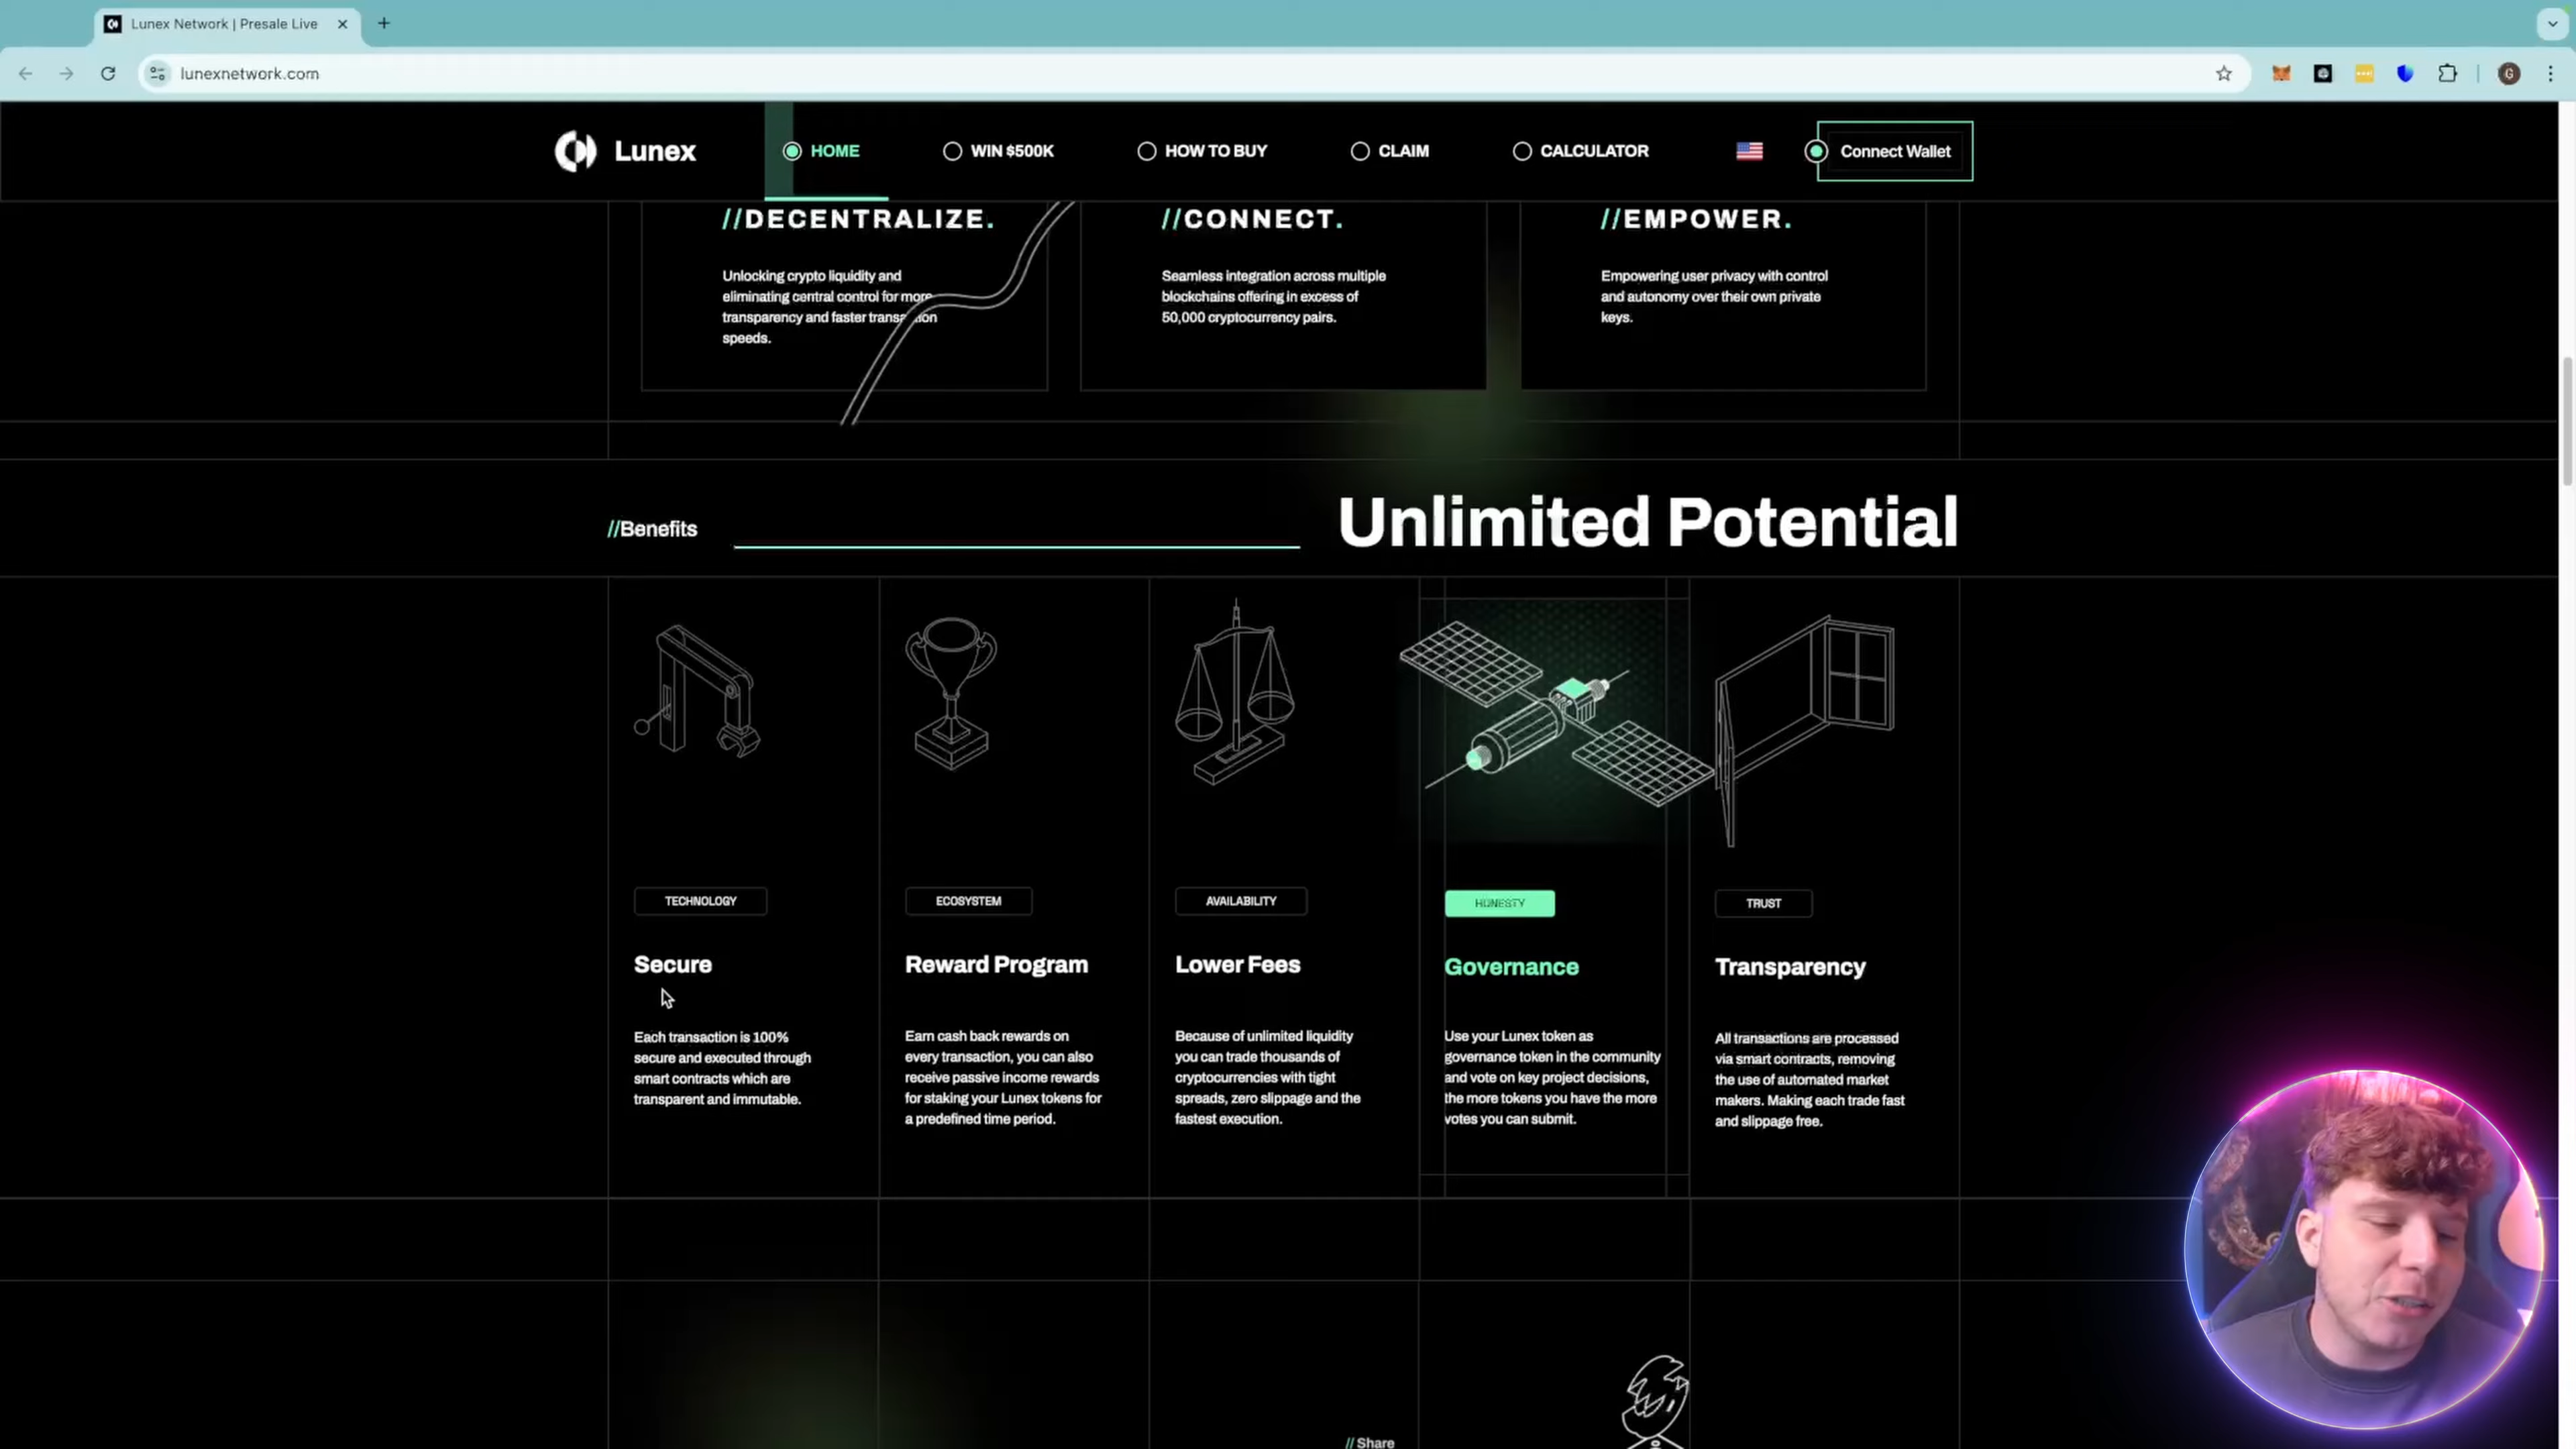 Lunex Network | Presale Live
lunexnetwork.com
G
Lunex
HOME
WIN $500K
HOW TO BUY
CLAIM
CALCULATOR
Connect Wallet
//DECENTRALIZE.
Unlocking crypto liquidity and
eliminating central control for more
transparency and faster transaction
speeds.
//CONNECT.
Seamless integration across multiple
blockchains offering in excess of
50,000 cryptocurrency pairs.
//EMPOWER.
Empowering user privacy with control
and autonomy over their own private
keys.
//Benefits
Unlimited Potential
TECHNOLOGY
Secure
Each transaction is 100%
secure and executed through
smart contracts which are
transparent and immutable.
ECOSYSTEM
Reward Program
Earn cash back rewards on
every transaction, you can also
receive passive income rewards
for staking your Lunex tokens for
a predefined time period.
AVAILABILITY
Lower Fees
Because of unlimited liquidity
you can trade thousands of
cryptocurrencies with tight
spreads, zero slippage and the
fastest execution.
HONESTY
Governance
Use your Lunex token as
governance token in the community
and vote on key project decisions,
the more tokens you have the more
votes you can submit.
TRUST
Transparency
All transactions are processed
via smart contracts, removing
the use of automated market
makers. Making each trade fast
and slippage free.
// Share